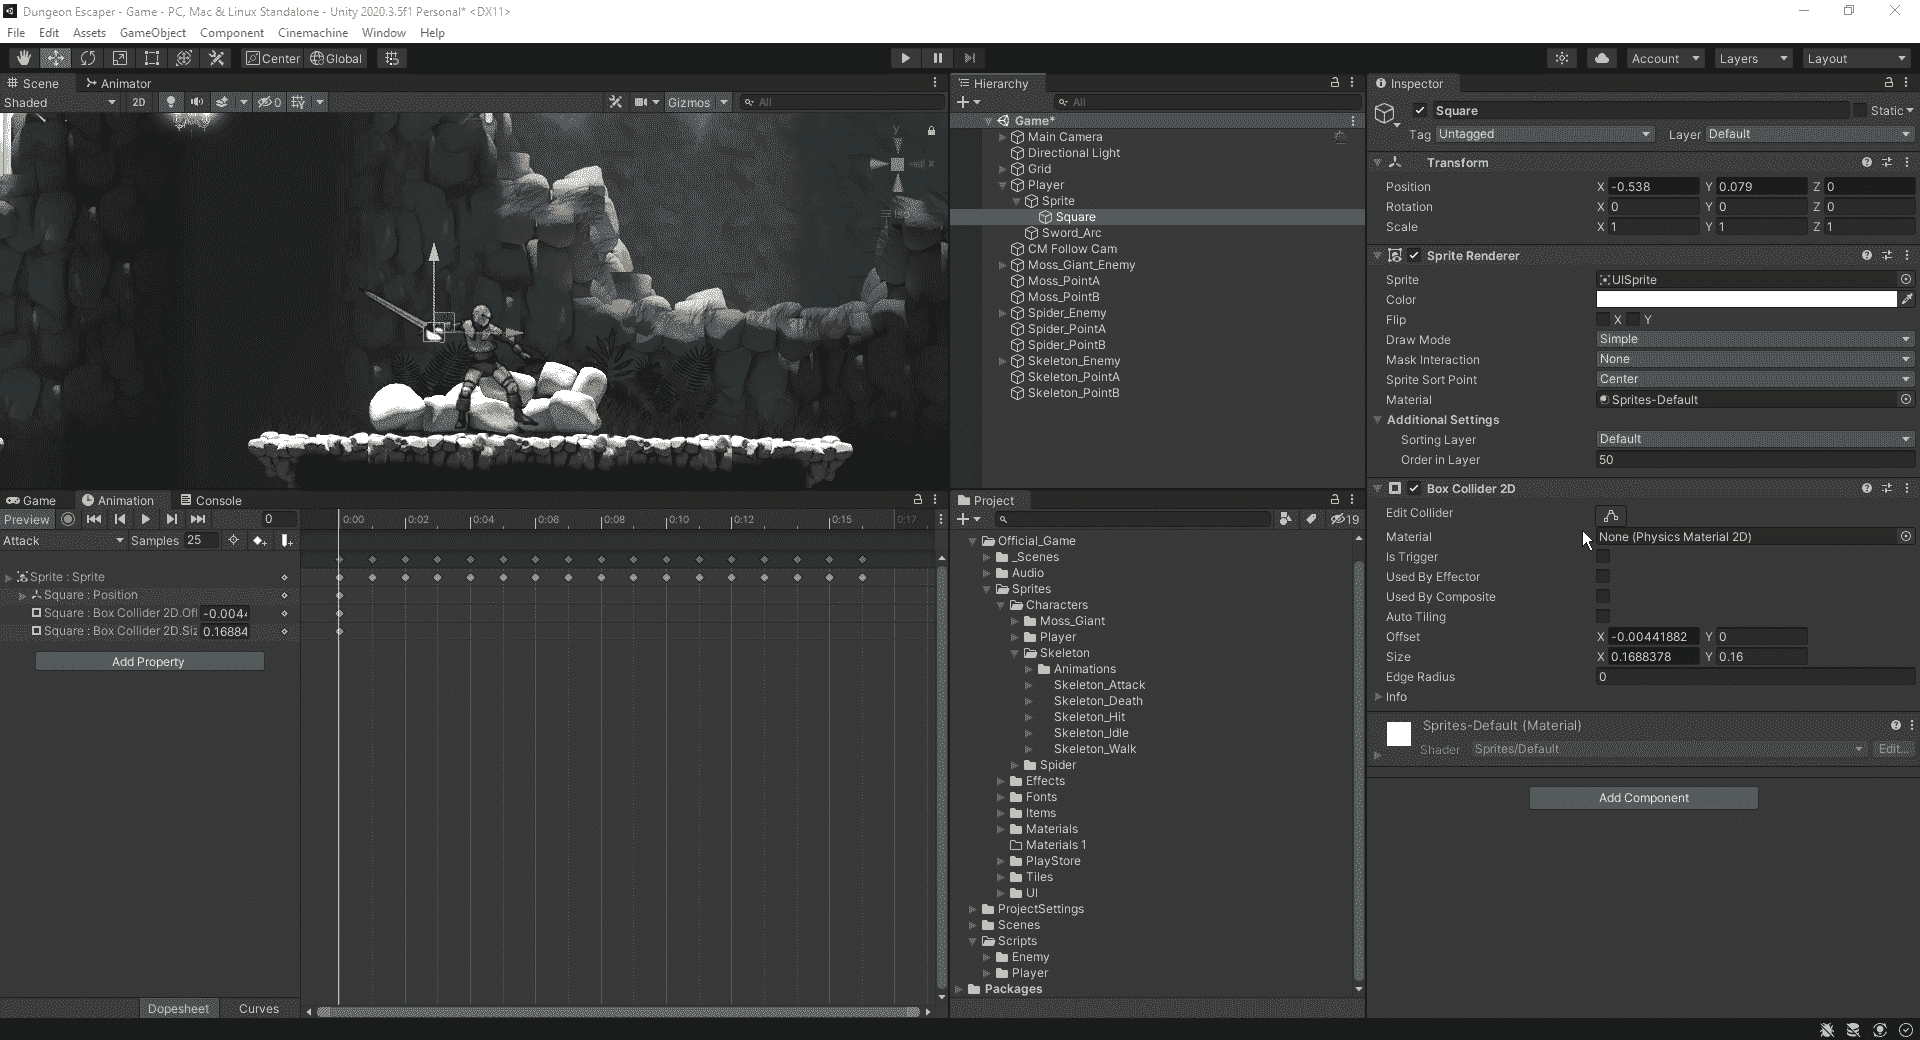 Dungeon Escaper - Game - PC, Mac & Linux Standalone - Unity 2020.3.5f1 Personal* <DX11>
File Edit Assets GameObject Component Cinemachine Window Help
Center Global Account Layers Layout
Scene Animator
Shaded 2D 0 Gizmos All
y
x
Iso
Hierarchy
All
Game*
Main Camera
Directional Light
Grid
Player
Sprite
Square
Sword_Arc
CM Follow Cam
Moss_Giant_Enemy
Moss_PointA
Moss_PointB
Spider_Enemy
Spider_PointA
Spider_PointB
Skeleton_Enemy
Skeleton_PointA
Skeleton_PointB
Inspector
Square Static
Tag Untagged Layer Default
Transform
Position X -0.538 Y 0.079 Z 0
Rotation X 0 Y 0 Z 0
Scale X 1 Y 1 Z 1
Sprite Renderer
Sprite UISprite
Color
Flip X Y
Draw Mode Simple
Mask Interaction None
Sprite Sort Point Center
Material Sprites-Default
Additional Settings
Sorting Layer Default
Order in Layer 50
Box Collider 2D
Edit Collider
Material None (Physics Material 2D)
Is Trigger
Used By Effector
Used By Composite
Auto Tiling
Offset X -0.00441882 Y 0
Size X 0.1688378 Y 0.16
Edge Radius 0
Info
Sprites-Default (Material)
Shader Sprites/Default Edit...
Add Component
Game Animation Console
Preview 0 0:00 0:02 0:04 0:06 0:08 0:10 0:12 0:15 0:17
Attack Samples 25
Sprite : Sprite
Square : Position
Square : Box Collider 2D.Off -0.004
Square : Box Collider 2D.Siz 0.16884
Add Property
Dopesheet Curves
Project
19
Official_Game
_Scenes
Audio
Sprites
Characters
Moss_Giant
Player
Skeleton
Animations
Skeleton_Attack
Skeleton_Death
Skeleton_Hit
Skeleton_Idle
Skeleton_Walk
Spider
Effects
Fonts
Items
Materials
Materials 1
PlayStore
Tiles
UI
ProjectSettings
Scenes
Scripts
Enemy
Player
Packages